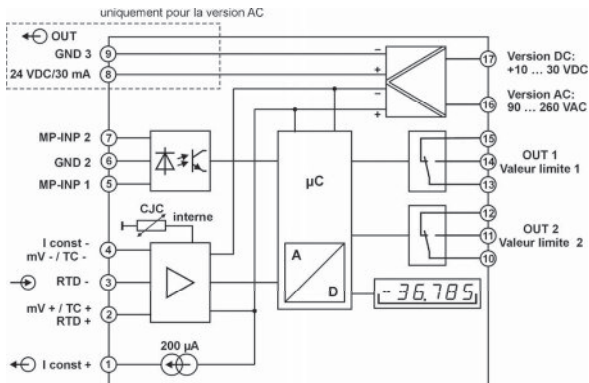 uniquement pour la version AC
OUT
GND 3 9
24 VDC/30 mA 8
MP-INP 2 7
GND 2 6
MP-INP 1 5
CJC
interne
I const - 4
mV - / TC -
RTD - 3
mV + / TC + 2
RTD +
I const + 1
200 µA
µC
A
D
- 36.785
−
+
−
+
17 Version DC:
+10 ... 30 VDC
Version AC:
16 90 ... 260 VAC
15
OUT 1
14 Valeur limite 1
13
12
OUT 2
11 Valeur limite 2
10